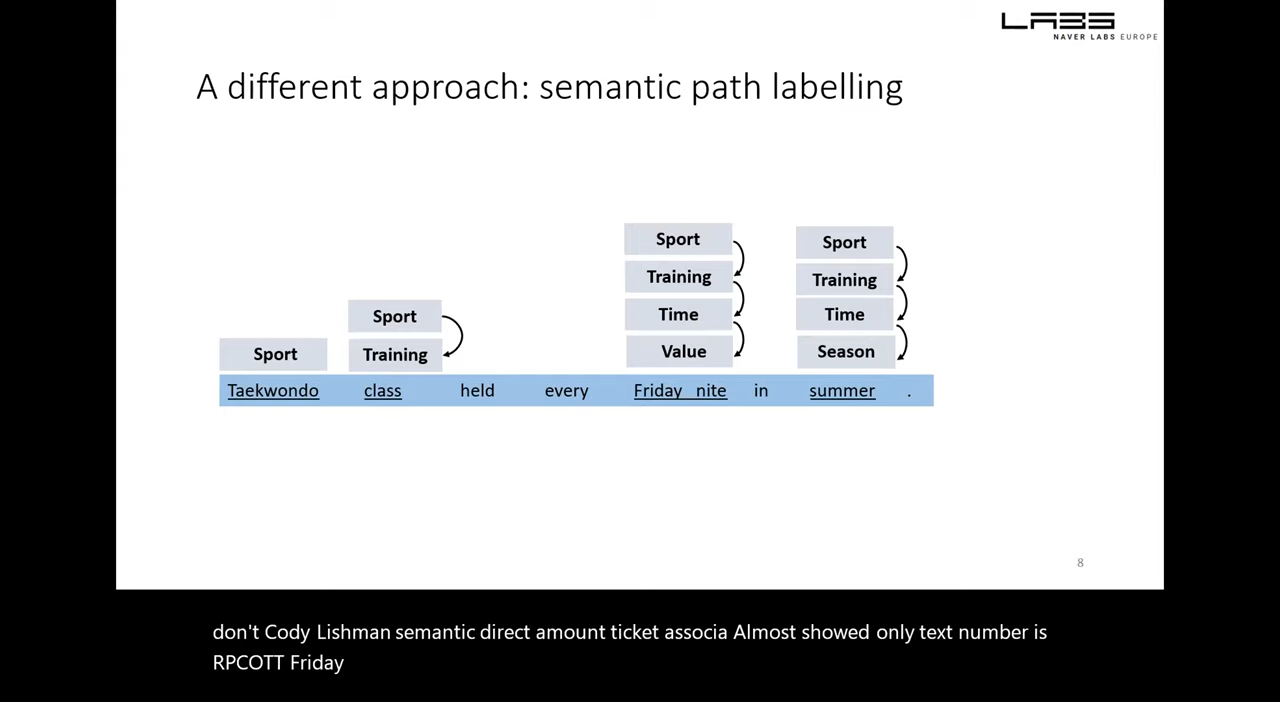 LABS
NAVER LABS EUROPE
A different approach: semantic path labelling
Sport Sport
Training Training
Sport Time Time
Sport Training Value Season
Taekwondo class held every Friday nite in summer .
8
don't Cody Lishman semantic direct amount ticket associa Almost showed only text number is
RPCOTT Friday